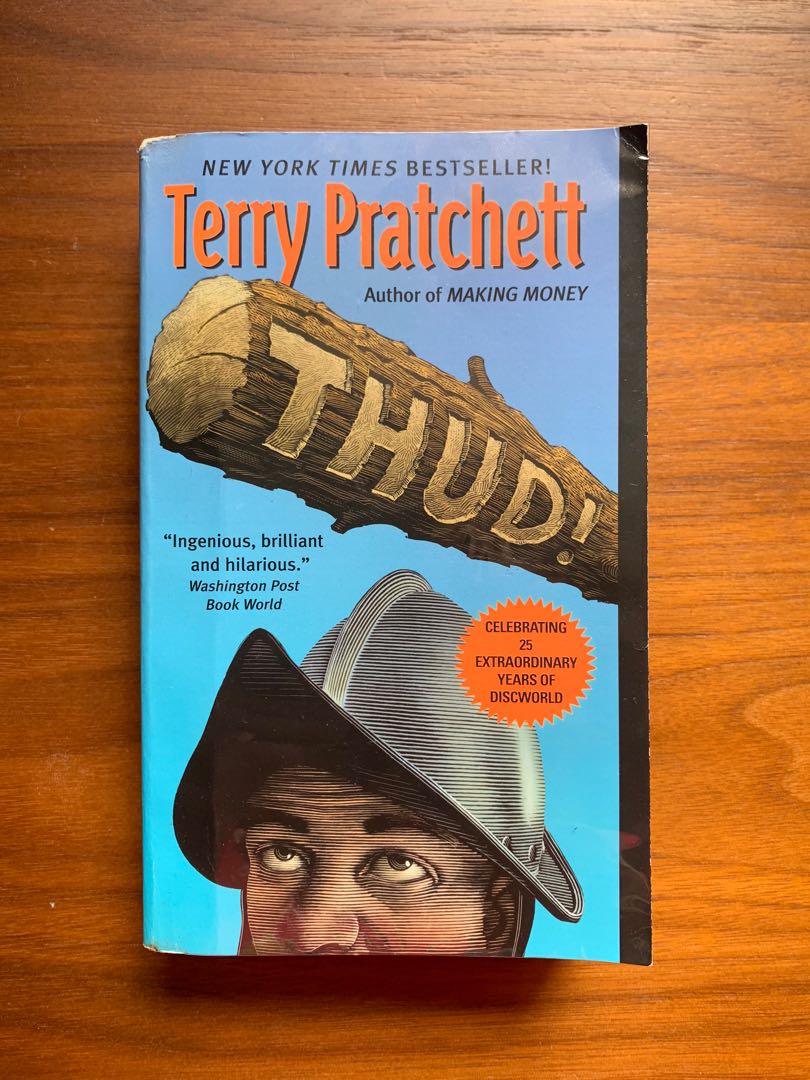 NEW YORK TIMES BESTSELLER!
Terry Pratchett
Author of MAKING MONEY
THUD!
“Ingenious, brilliant
and hilarious.”
Washington Post
Book World
CELEBRATING
25
EXTRAORDINARY
YEARS OF
DISCWORLD